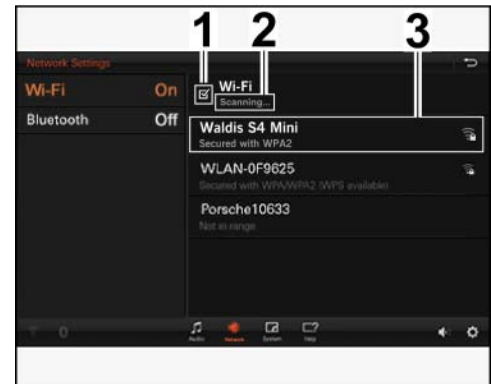 1 2 3
Network Settings
Wi-Fi On
Bluetooth Off
Wi-Fi
Scanning...
Waldis S4 Mini
Secured with WPA2
WLAN-0F9625
Secured with WPA/WPA2 (WPS available)
Porsche10633
Not in range
0
Audio Network System Help